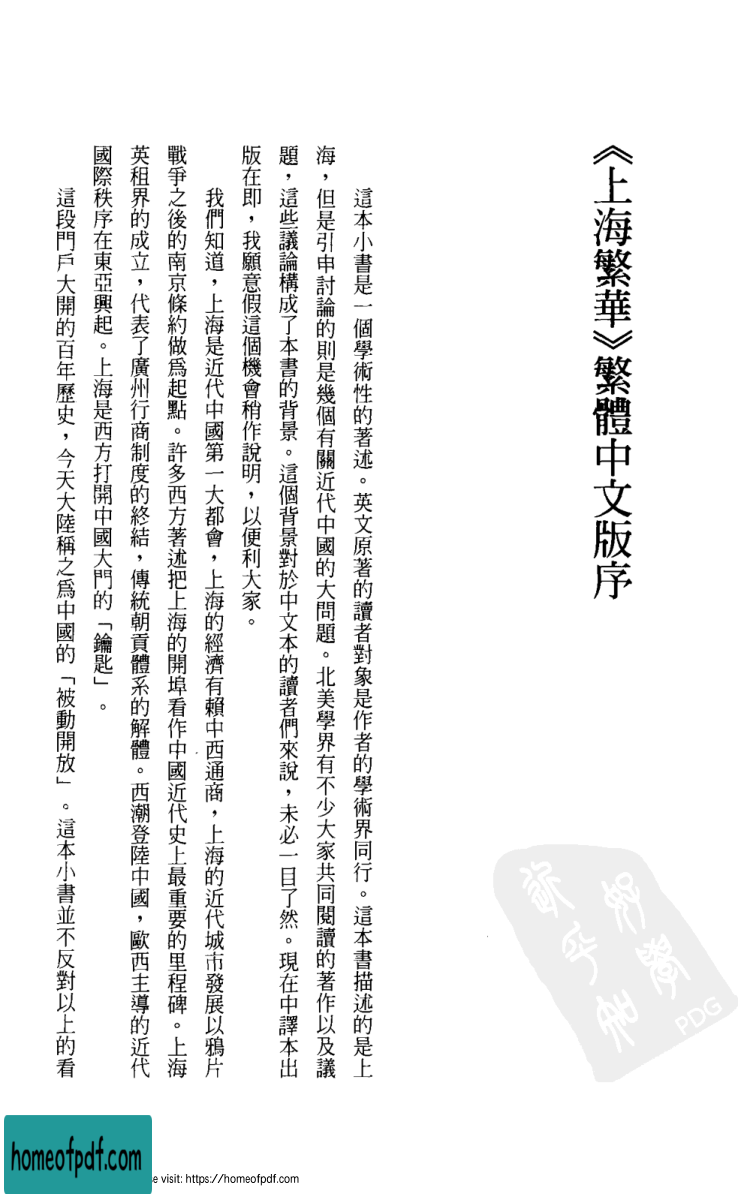 《上海繁華》繁體中文版序
這本小書是一個學術性的著述。英文原著的讀者對象是作者的學術界同行。這本書描述的是上
海，但是引申討論的則是幾個有關近代中國的大問題。北美學界有不少大家共同閱讀的著作以及議
題，這些議論構成了本書的背景。這個背景對於中文本的讀者們來說，未必一目了然。現在中譯本出
版在即，我願意假這個機會稍作說明，以便利大家。
我們知道，上海是近代中國第一大都會，上海的經濟有賴中西通商，上海的近代城市發展以鴉片
戰爭之後的南京條約做爲起點。許多西方著述把上海的開埠看作中國近代史上最重要的里程碑。上海
英租界的成立，代表了廣州行商制度的終結，傳統朝貢體系的解體。西潮登陸中國，歐西主導的近代
國際秩序在東亞興起。上海是西方打開中國大門的「鑰匙」。
這段門戶大開的百年歷史，今天大陸稱之爲中國的「被動開放」。這本小書並不反對以上的看
PDG
homeofpdf.com
e visit: https://homeofpdf.com